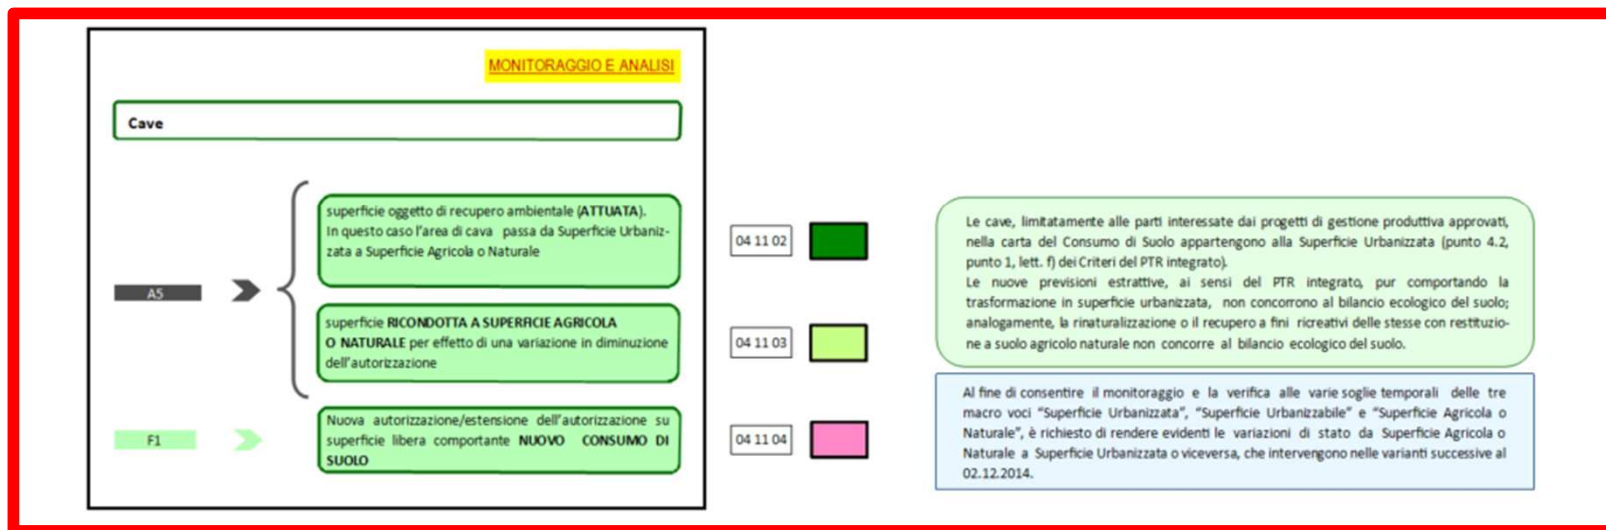 MONITORAGGIO E ANALISI
Cave
A5
superficie oggetto di recupero ambientale (ATTUATA).
In questo caso l'area di cava passa da Superficie Urbaniz-
zata a Superficie Agricola o Naturale
04 11 02
superficie RICONDOTTA A SUPERFICIE AGRICOLA
O NATURALE per effetto di una variazione in diminuzione
dell'autorizzazione
04 11 03
F1
Nuova autorizzazione/estensione dell'autorizzazione su
superficie libera comportante NUOVO CONSUMO DI
SUOLO
04 11 04
Le cave, limitatamente alle parti interessate dai progetti di gestione produttiva approvati,
nella carta del Consumo di Suolo appartengono alla Superficie Urbanizzata (punto 4.2,
punto 1, lett. f) dei Criteri del PTR integrato).
Le nuove previsioni estrattive, ai sensi del PTR integrato, pur comportando la
trasformazione in superficie urbanizzata, non concorrono al bilancio ecologico del suolo;
analogamente, la rinaturalizzazione o il recupero a fini ricreativi delle stesse con restituzio-
ne a suolo agricolo naturale non concorre al bilancio ecologico del suolo.
Al fine di consentire il monitoraggio e la verifica alle varie soglie temporali delle tre
macro voci “Superficie Urbanizzata”, “Superficie Urbanizzabile” e “Superficie Agricola o
Naturale”, è richiesto di rendere evidenti le variazioni di stato da Superficie Agricola o
Naturale a Superficie Urbanizzata o viceversa, che intervengono nelle varianti successive al
02.12.2014.